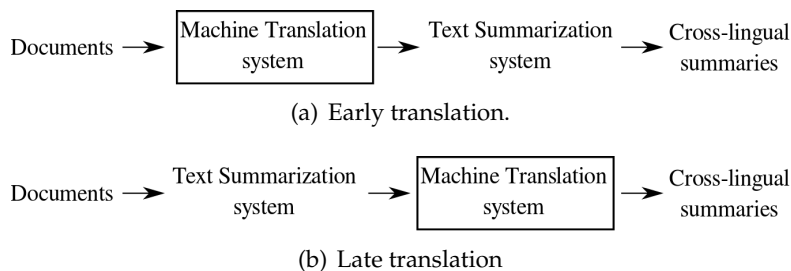 Documents
Machine Translation
system
Text Summarization
system
Cross-lingual
summaries
(a) Early translation.
Documents
Text Summarization
system
Machine Translation
system
Cross-lingual
summaries
(b) Late translation